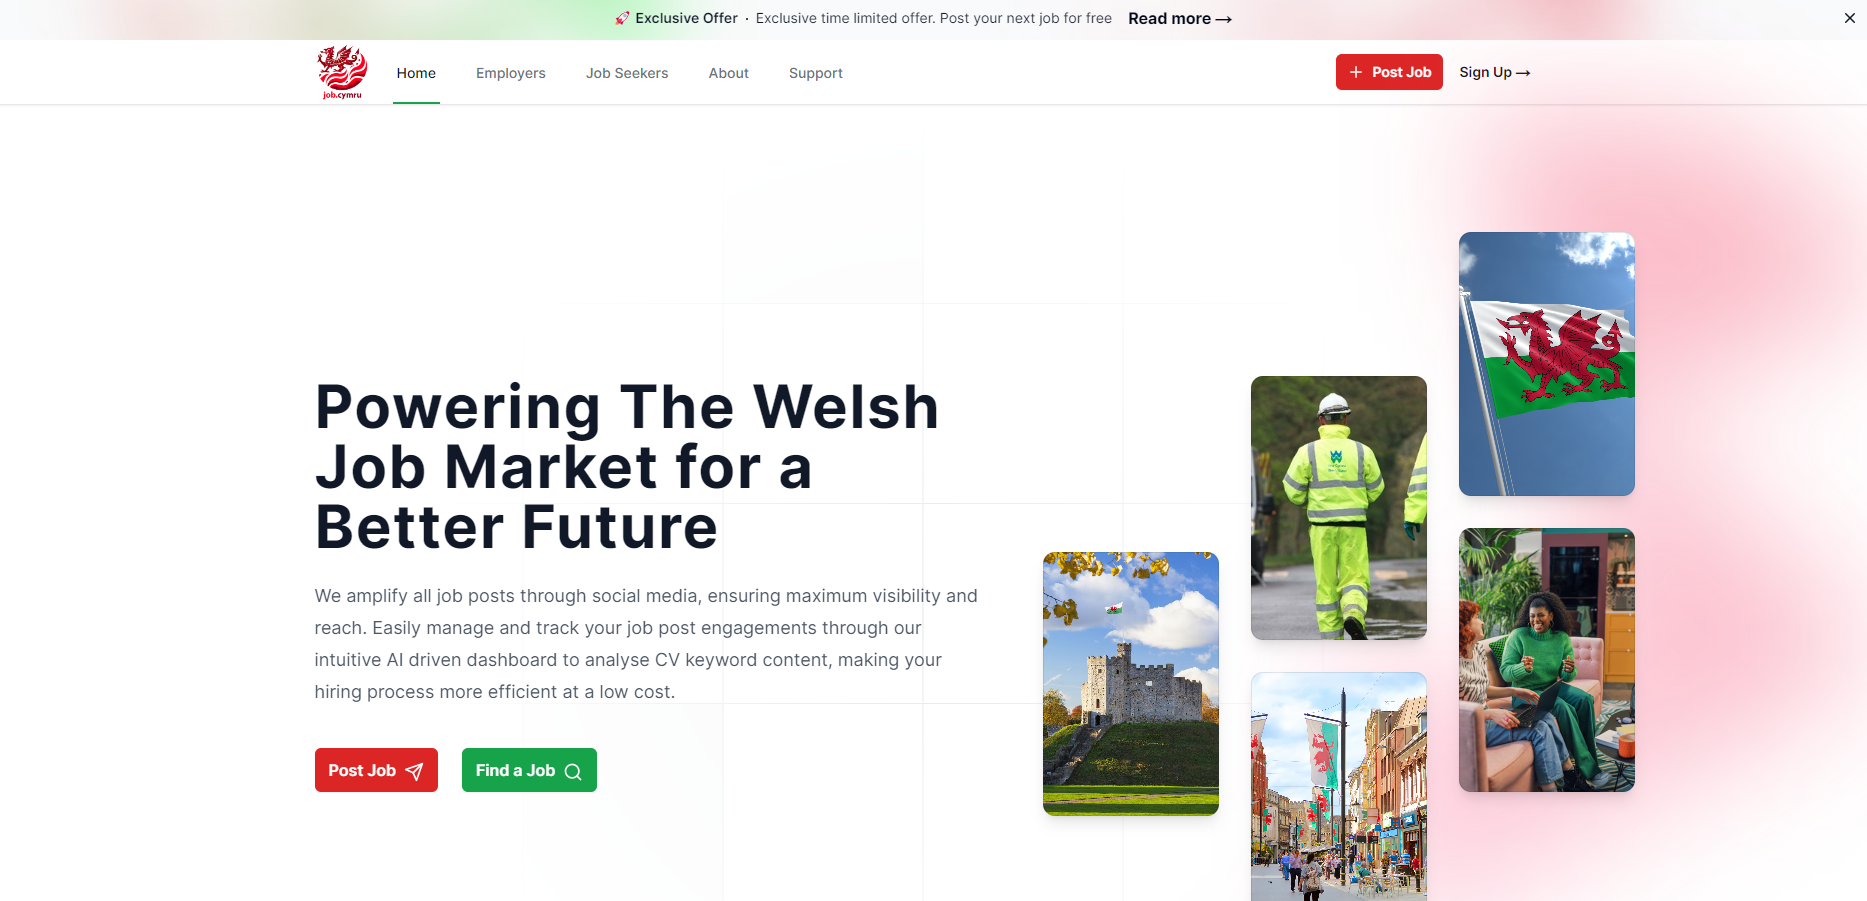 🚀 Exclusive Offer · Exclusive time limited offer. Post your next job for free Read more →
job.cymru
Home Employers Job Seekers About Support
Post Job
Sign Up →
Powering The Welsh
Job Market for a
Better Future
We amplify all job posts through social media, ensuring maximum visibility and
reach. Easily manage and track your job post engagements through our
intuitive AI driven dashboard to analyse CV keyword content, making your
hiring process more efficient at a low cost.
Post Job
Find a Job